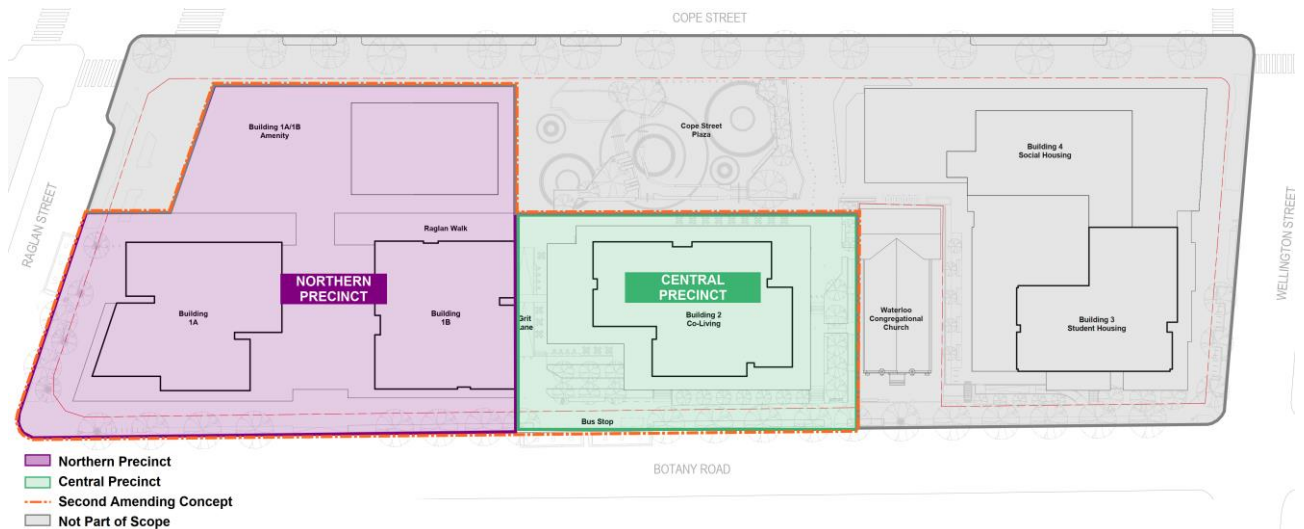 COPE STREET
Building 1A/1B
Amenity
Cope Street
Plaza
Building 4
Social Housing
RAGLAN STREET
Raglan Walk
WELLINGTON STREET
NORTHERN
PRECINCT
CENTRAL
PRECINCT
Building
1A
Building
1B
Grit
Lane
Building 2
Co-Living
Waterloo
Congregational
Church
Building 3
Student Housing
Bus Stop
BOTANY ROAD
Northern Precinct
Central Precinct
Second Amending Concept
Not Part of Scope